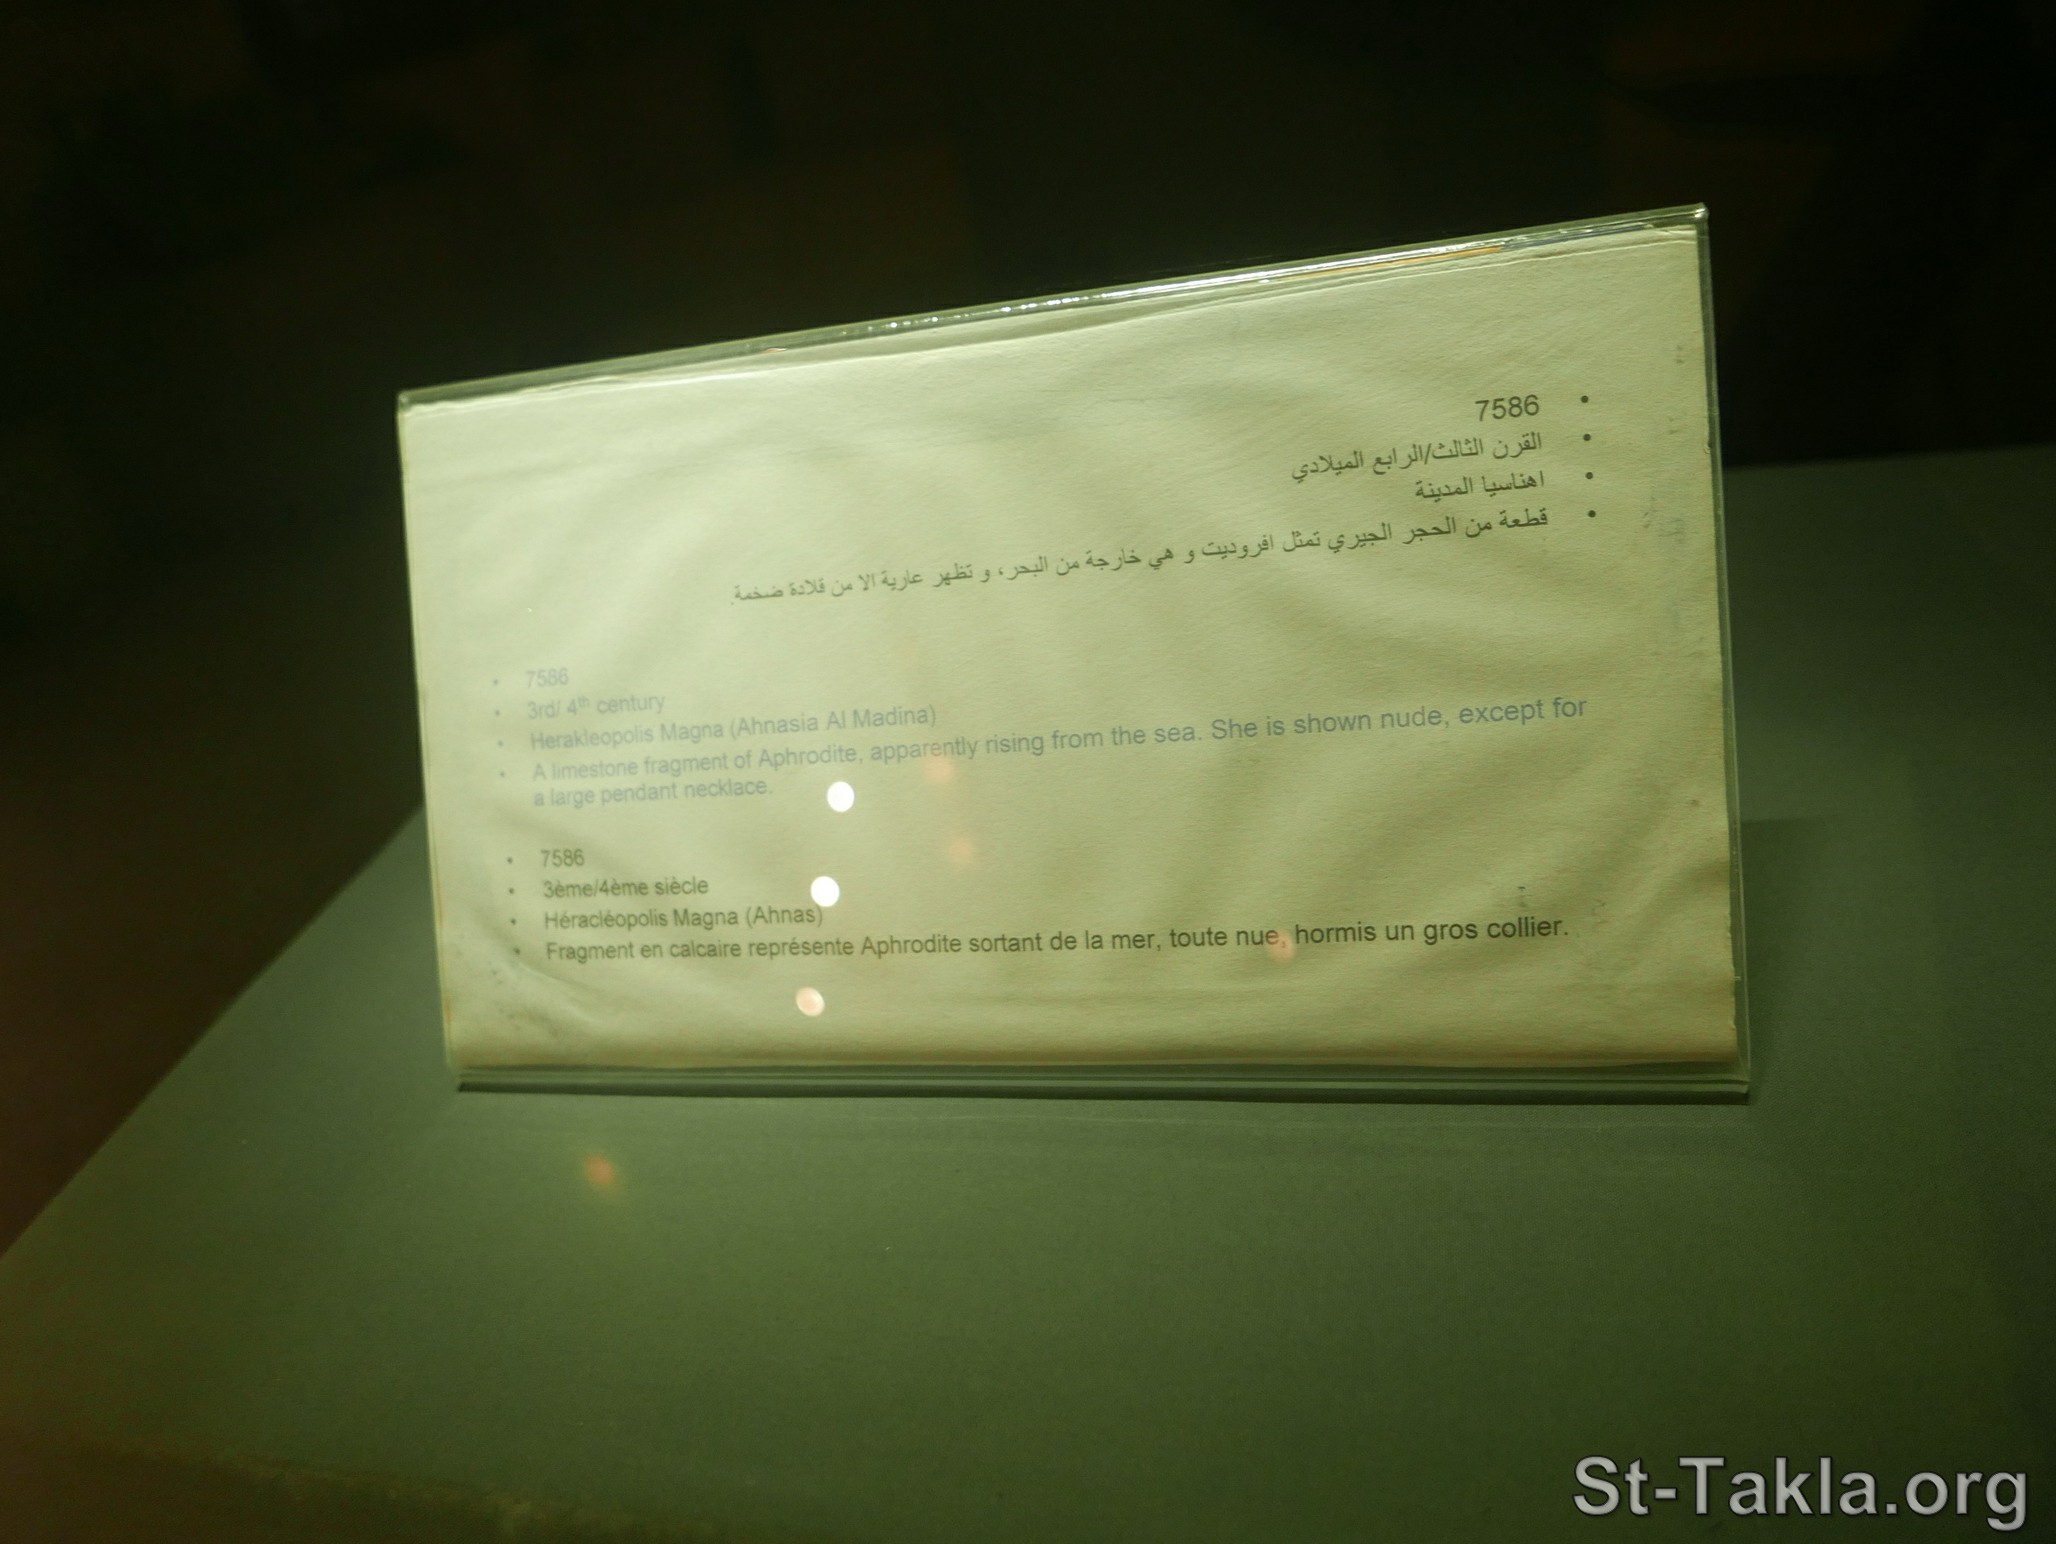 • 7586
• القرن الثالث/الرابع الميلادي
• اهناسيا المدينة
• قطعة من الحجر الجيري تمثل افروديت و هي خارجة من البحر، و تظهر عارية الا من قلادة ضخمة.
• 7586
• 3rd/ 4th century
• Herakleopolis Magna (Ahnasia Al Madina)
• A limestone fragment of Aphrodite, apparently rising from the sea. She is shown nude, except for
a large pendant necklace.
• 7586
• 3ème/4ème siècle
• Héracléopolis Magna (Ahnas)
• Fragment en calcaire représente Aphrodite sortant de la mer, toute nue, hormis un gros collier.
St-Takla.org